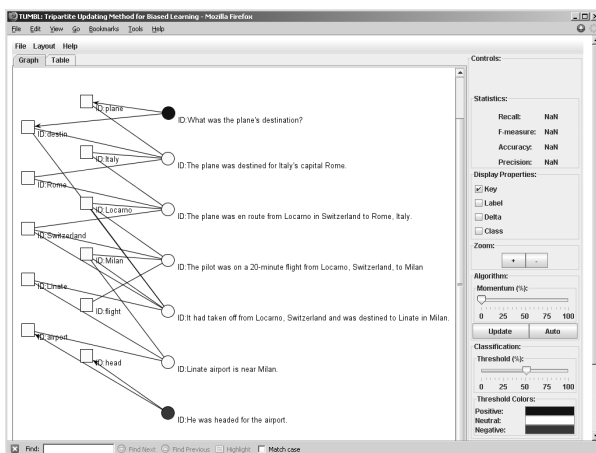 TUMBL: Tripartite Updating Method for Biased Learning - Mozilla Firefox
File Edit View Go Bookmarks Tools Help
File Layout Help
Graph Table
ID:plane
ID:What was the plane's destination?
ID:destin
ID:Italy
ID:The plane was destined for Italy's capital Rome.
ID:Rome
ID:Locarno
ID:The plane was en route from Locarno in Switzerland to Rome, Italy.
ID:Switzerland
ID:Milan
ID:The pilot was on a 20-minute flight from Locarno, Switzerland, to Milan
ID:Linate
ID:flight
ID:It had taken off from Locarno, Switzerland and was destined to Linate in Milan.
ID:airport
ID:head
ID:Linate airport is near Milan.
ID:He was headed for the airport.
Controls:
Statistics:
Recall: NaN
F-measure: NaN
Accuracy: NaN
Precision: NaN
Display Properties:
Key
Label
Delta
Class
Zoom:
+ -
Algorithm:
Momentum (%):
0 25 50 75 100
Update Auto
Classification:
Threshold (%):
0 25 50 75 100
Threshold Colors:
Positive:
Neutral:
Negative:
Find: Find Next Find Previous Highlight Match case